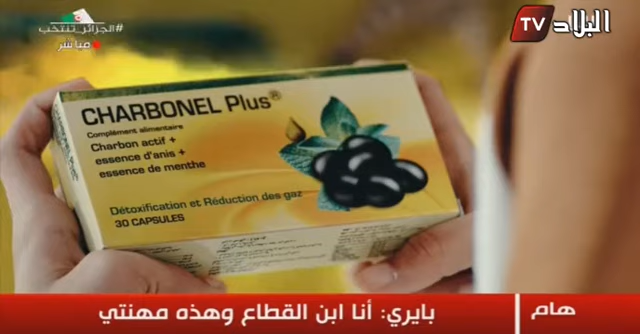 #الجزائر_تنتخب
مباشر
البلاد TV
CHARBONEL Plus®
Complément alimentaire
Charbon actif +
essence d'anis +
essence de menthe
Détoxification et Réduction des gaz
30 CAPSULES
هام
بايري: أنا ابن القطاع وهذه مهنتي